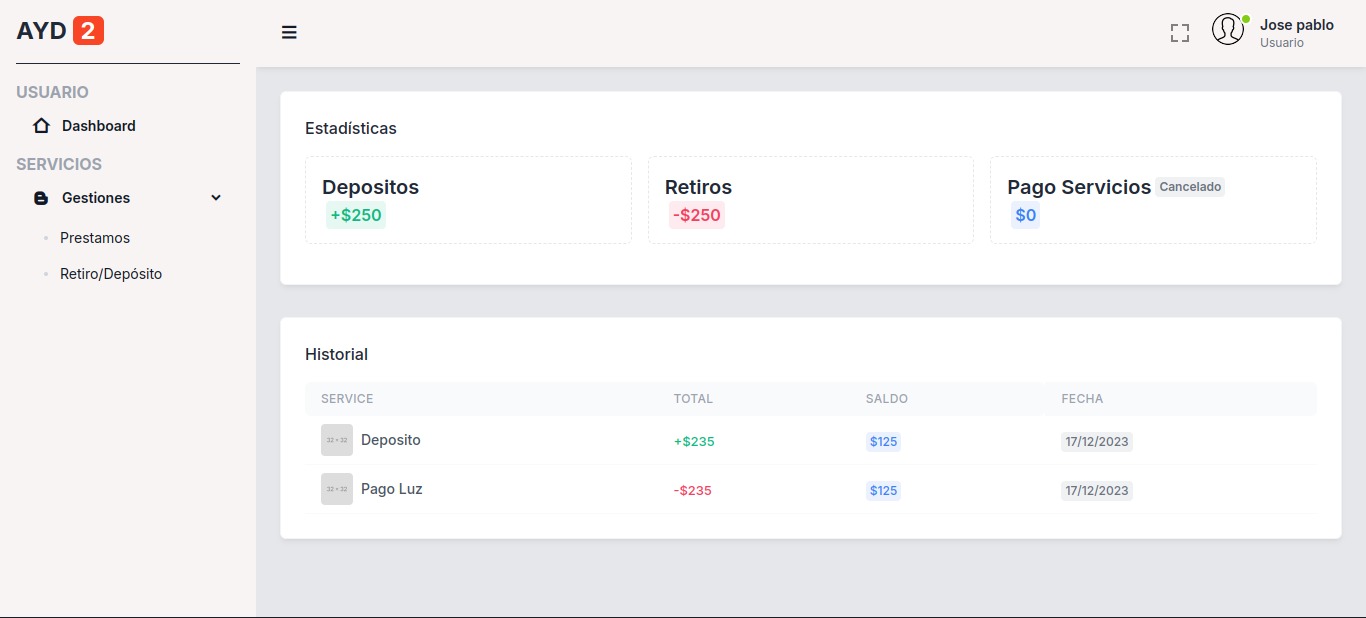 AYD 2
USUARIO
Dashboard
SERVICIOS
Gestiones
Prestamos
Retiro/Depósito
Jose pablo
Usuario
Estadísticas
Depositos
+$250
Retiros
-$250
Pago Servicios Cancelado
$0
Historial
SERVICE TOTAL SALDO FECHA
32 × 32 Deposito +$235 $125 17/12/2023
32 × 32 Pago Luz -$235 $125 17/12/2023